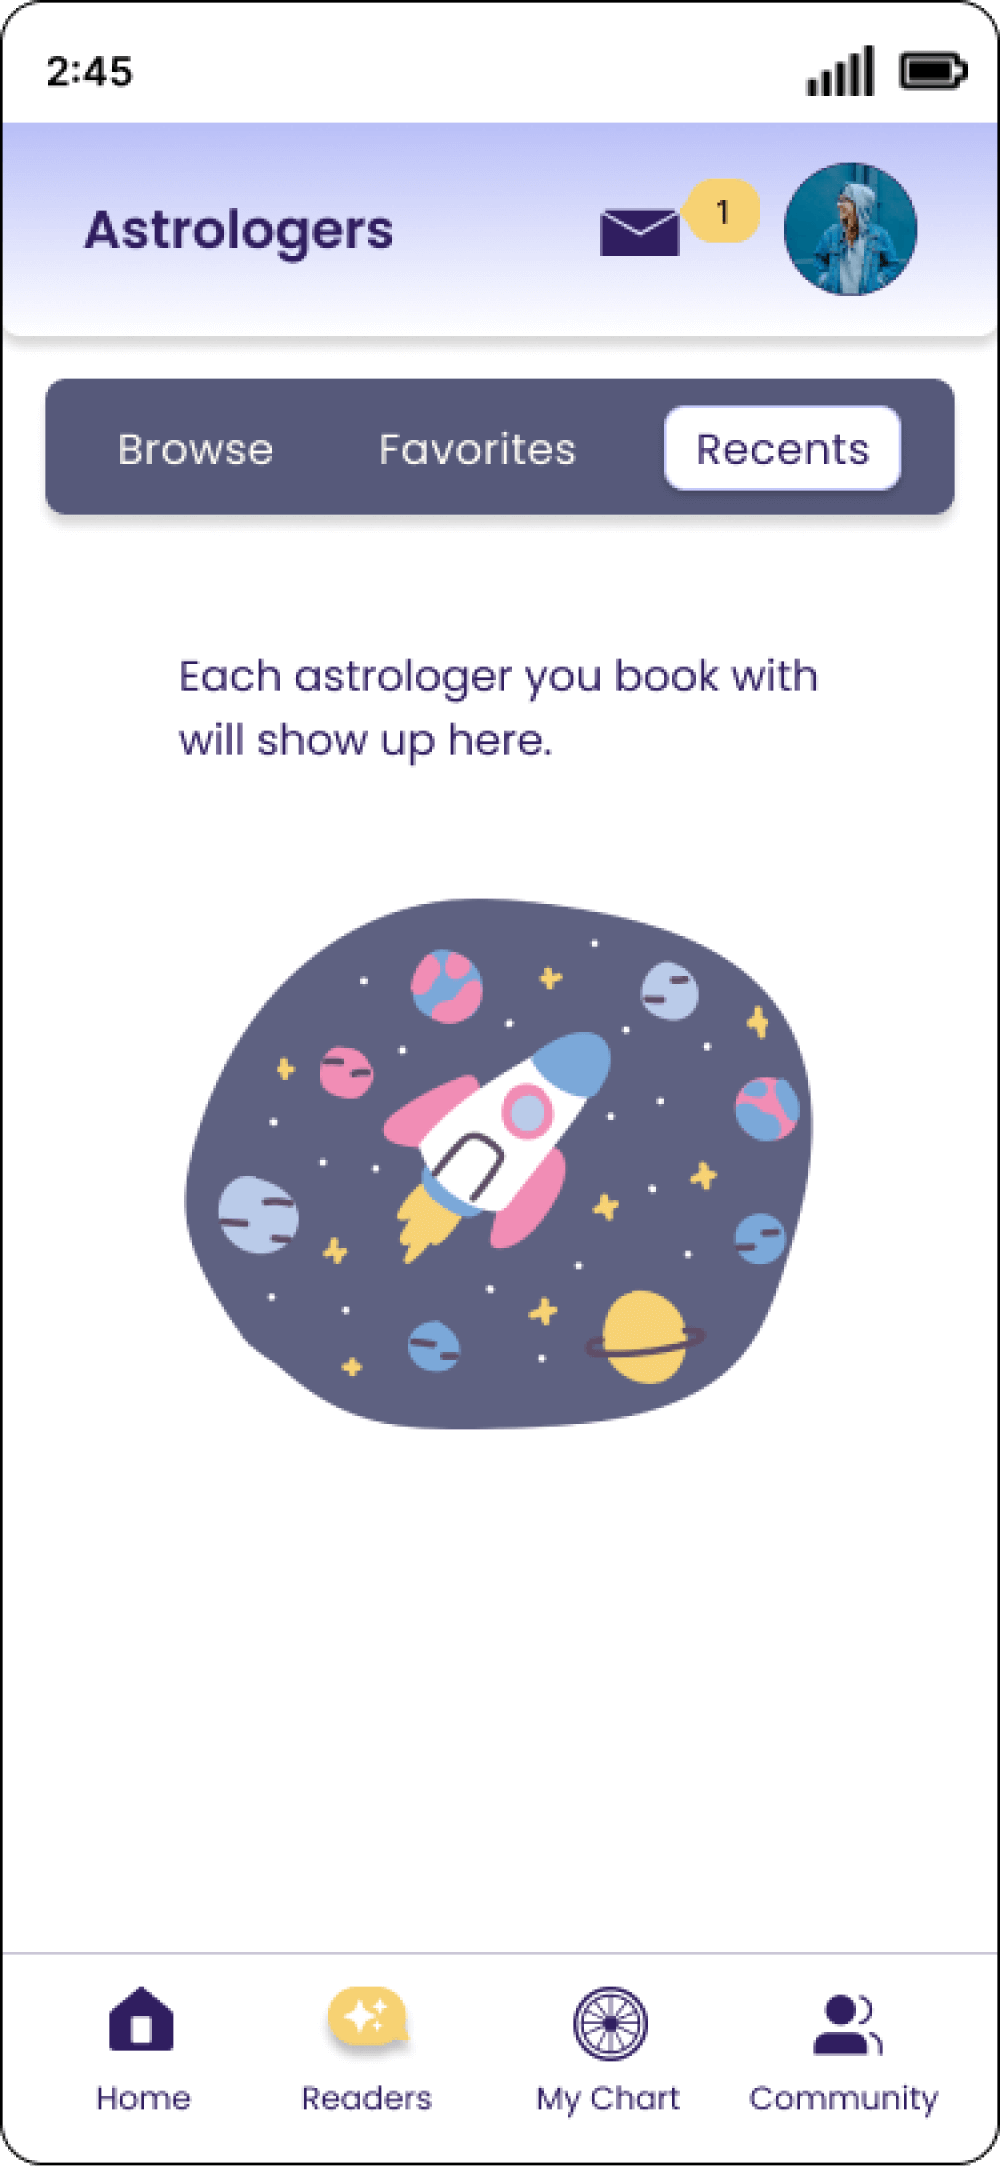 2:45
Astrologers
1
Browse Favorites Recents
Each astrologer you book with
will show up here.
Home Readers My Chart Community